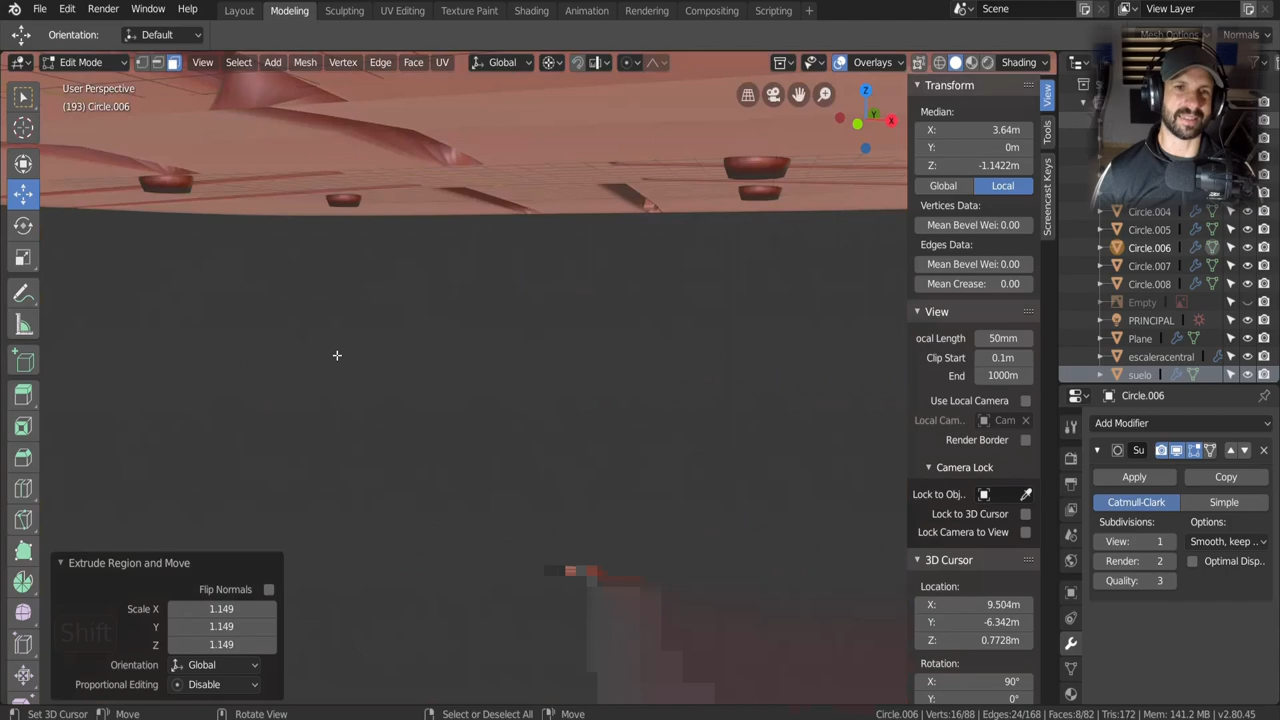 File Edit Render Window Help Layout Modeling Sculpting UV Editing Texture Paint Shading Animation Rendering Compositing Scripting + Scene View Layer
Orientation: Default Mesh Options Normals
Edit Mode View Select Add Mesh Vertex Edge Face UV Global Overlays Shading
User Perspective
(193) Circle.006
Z
Y
X
Transform
Median:
X: 3.64m
Y: 0m
Z: -1.1422m
Global Local
Vertices Data:
Mean Bevel Wei: 0.00
Edges Data:
Mean Bevel Wei: 0.00
Mean Crease: 0.00
View
ocal Length 50mm
Clip Start 0.1m
End 1000m
Use Local Camera
Local Cam.. Cam
Render Border
Camera Lock
Lock to Obj..
Lock to 3D Cursor
Lock Camera to View
3D Cursor
Location:
X: 9.504m
Y: -6.342m
Z: 0.7728m
Rotation:
X: 90°
Y: 0°
View
Tools
Screencast Keys
Circle.004
Circle.005
Circle.006
Circle.007
Circle.008
Empty
PRINCIPAL
Plane
escaleracentral
suelo
Circle.006
Add Modifier
Su
Apply Copy
Catmull-Clark Simple
Subdivisions: Options:
View: 1 Smooth, keep ..
Render: 2 Optimal Disp..
Quality: 3
Extrude Region and Move
Flip Normals
Scale X 1.149
Y 1.149
Z 1.149
Orientation Global
Proportional Editing Disable
Shift
Set 3D Cursor Move Rotate View Select or Deselect All Move Circle.006 | Verts:16/88 | Edges:24/168 | Faces:8/82 | Tris:172 | Mem: 141.2 MB | v2.80.45